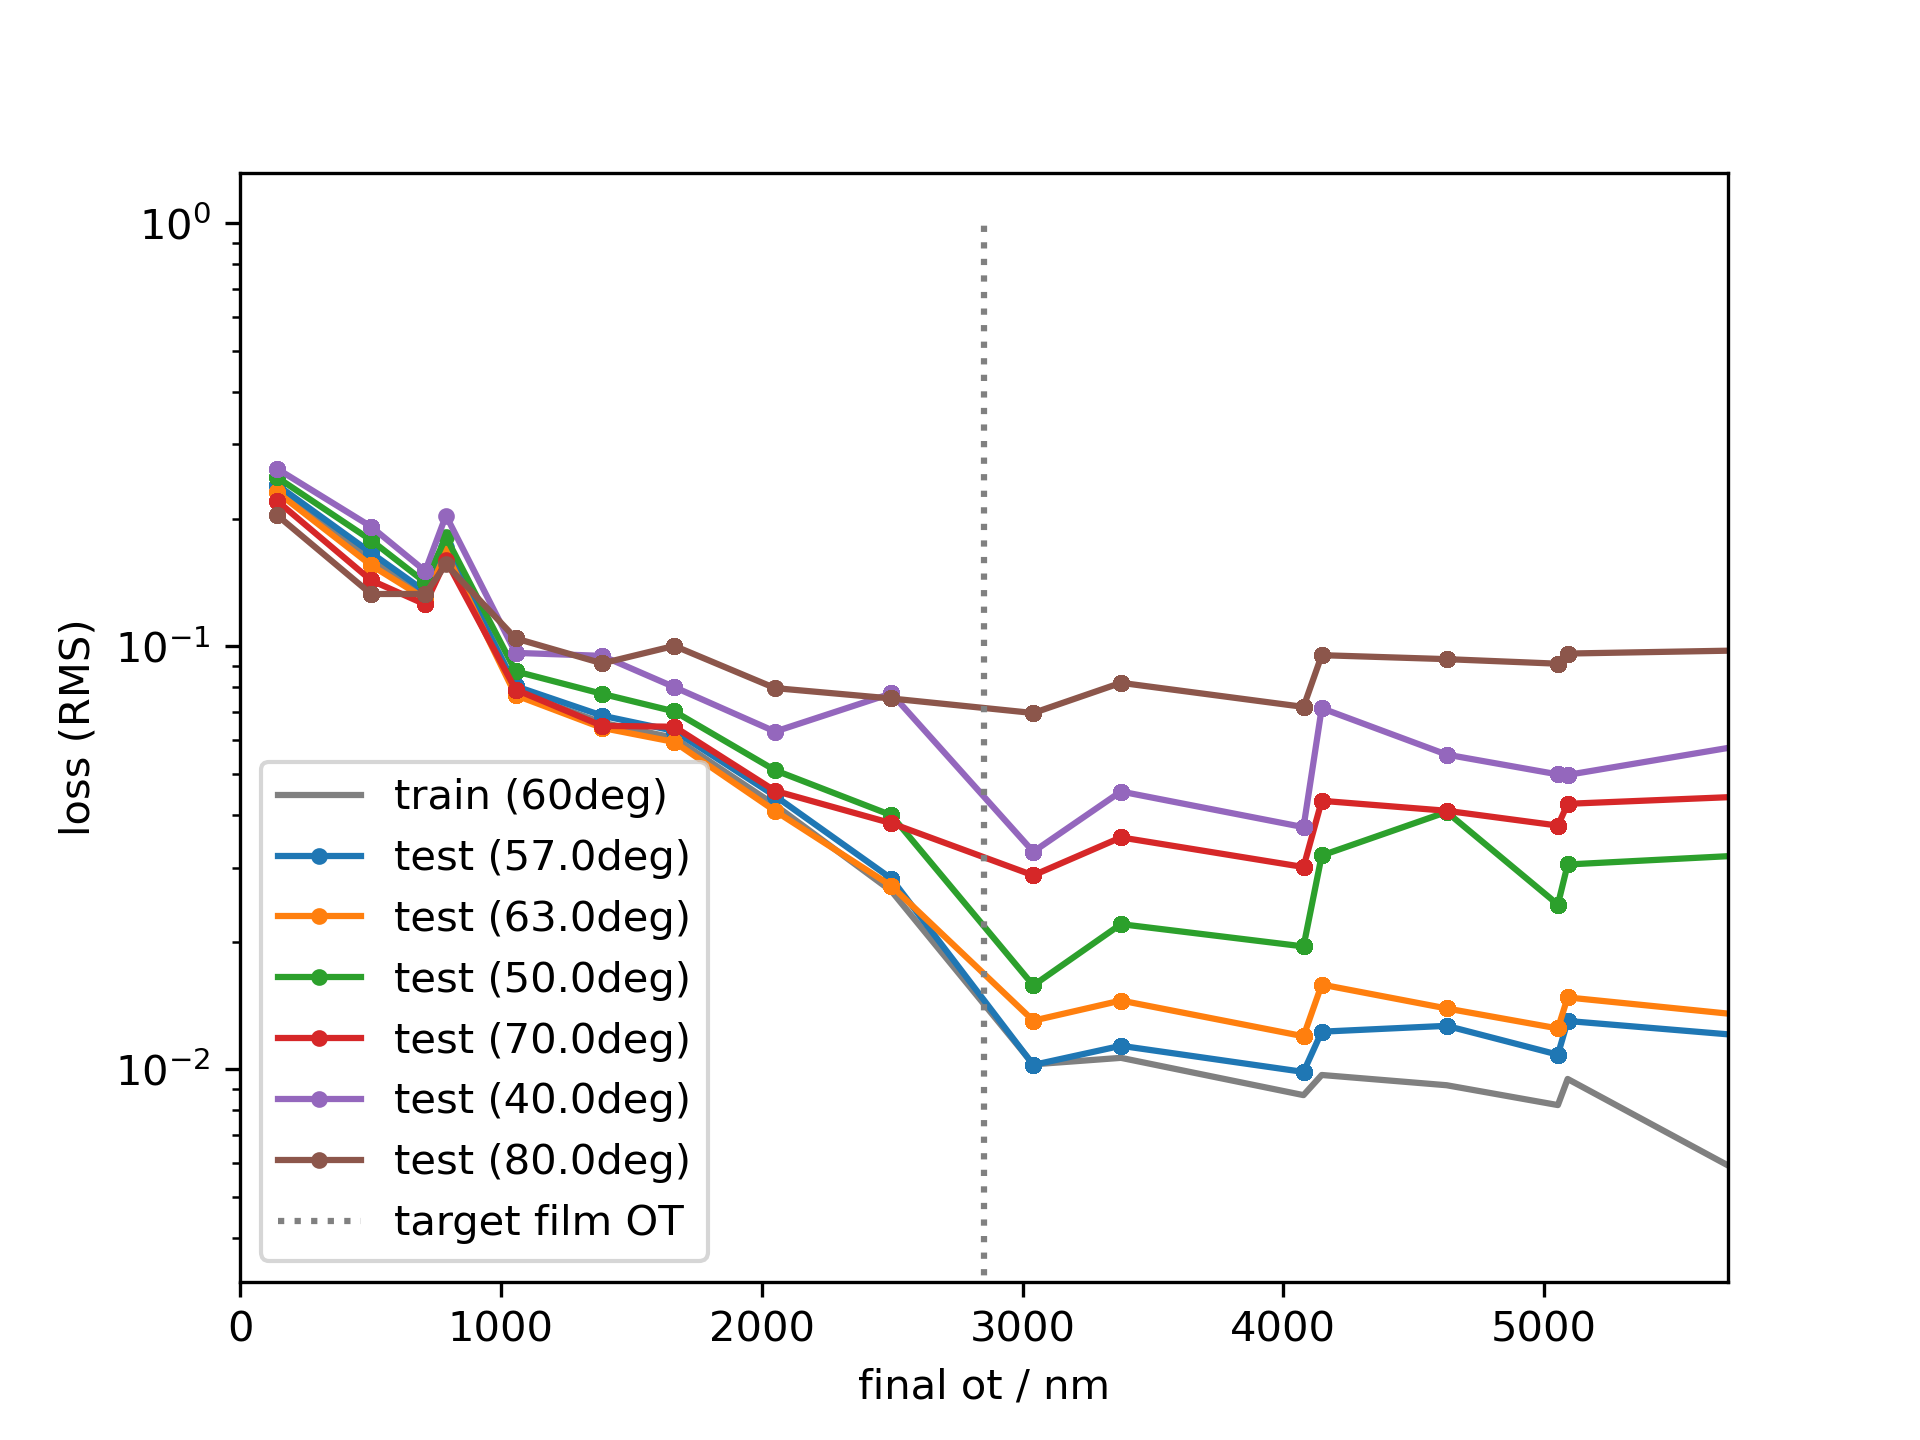 10⁰
10⁻¹
10⁻²
loss (RMS)
train (60deg)
test (57.0deg)
test (63.0deg)
test (50.0deg)
test (70.0deg)
test (40.0deg)
test (80.0deg)
target film OT
0 1000 2000 3000 4000 5000
final ot / nm